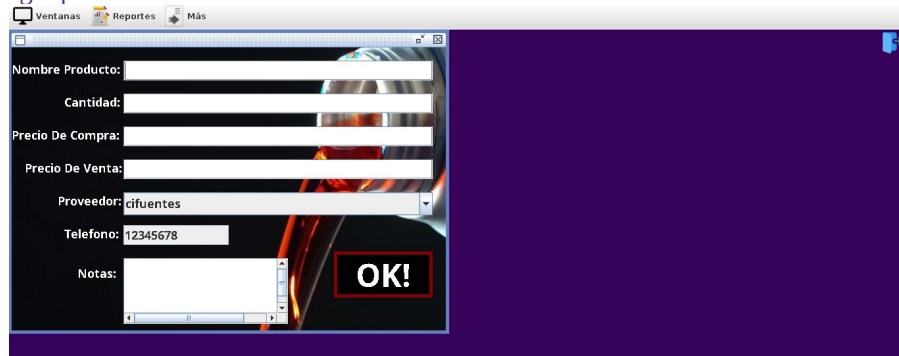 Ventanas Reportes Más
Nombre Producto:
Cantidad:
Precio De Compra:
Precio De Venta:
Proveedor: cifuentes
Telefono: 12345678
Notas:
OK!